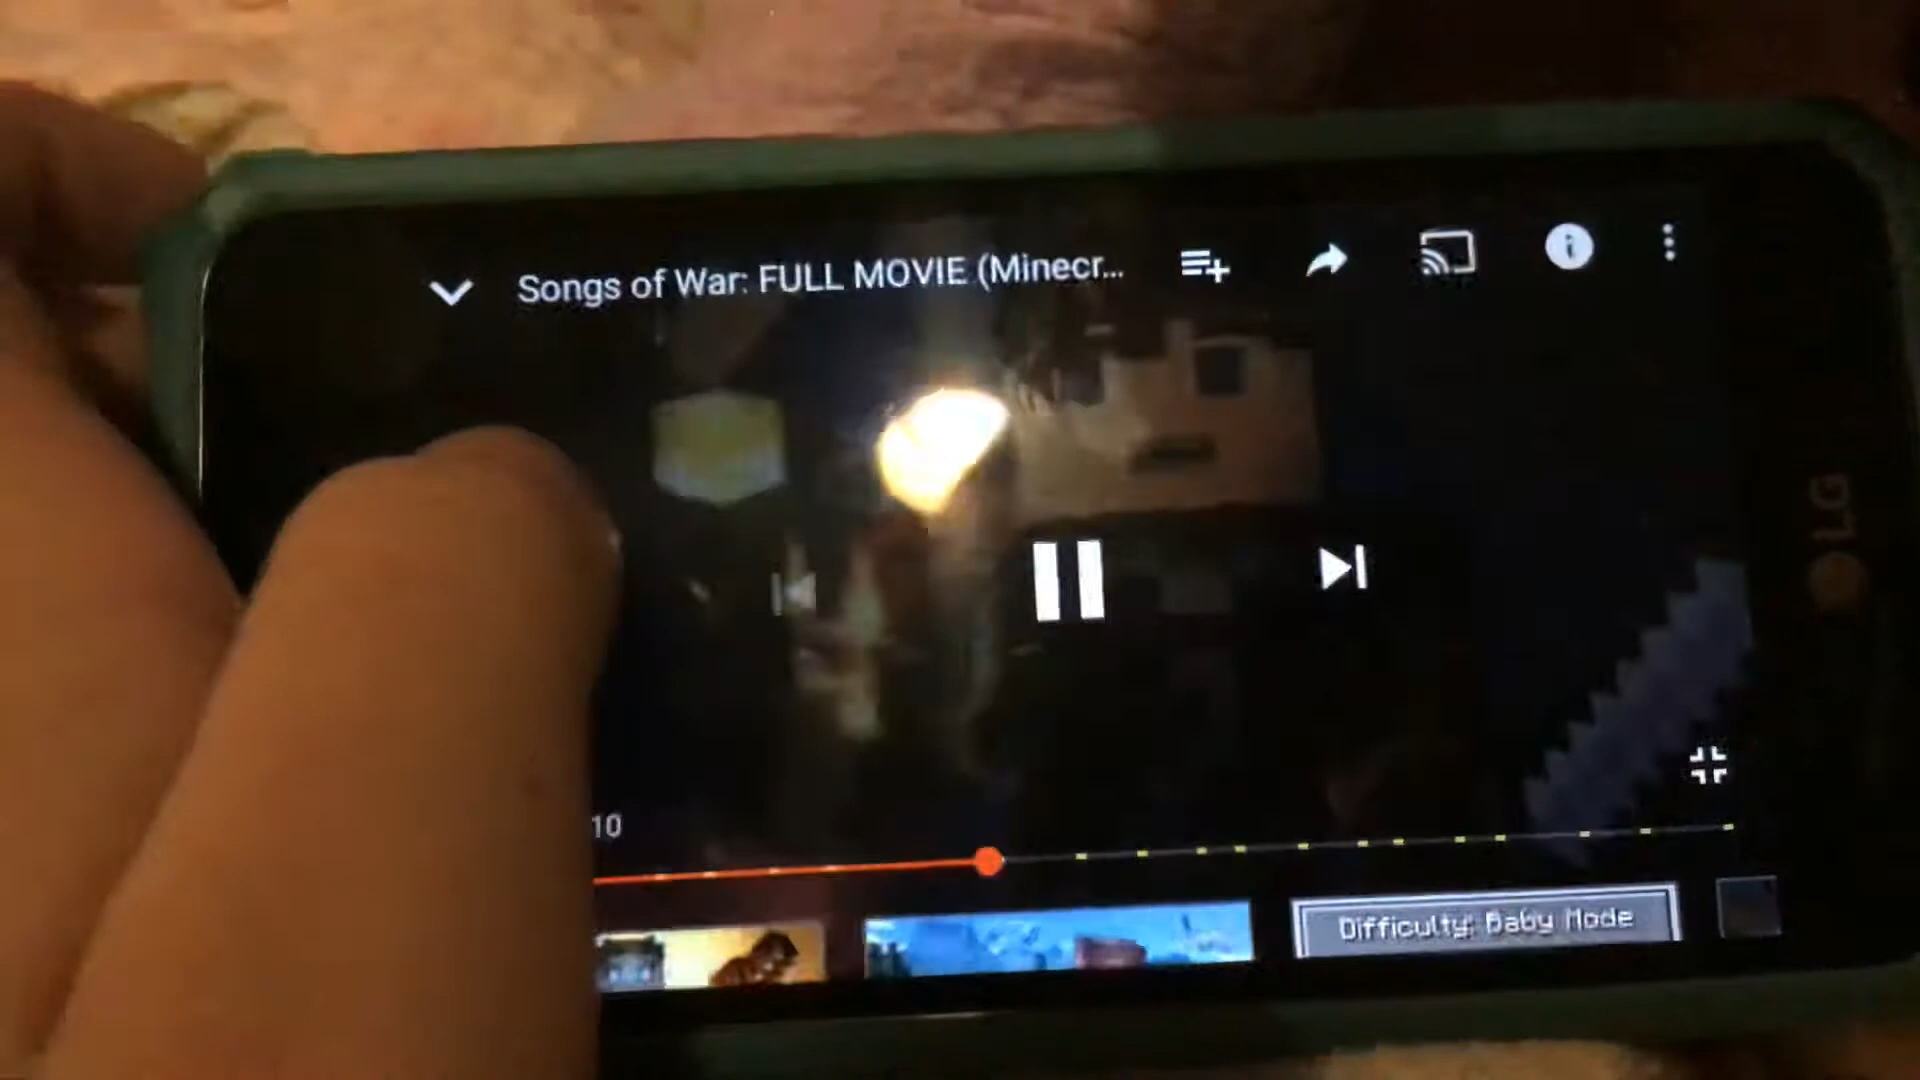 Songs of War: FULL MOVIE (Minecr...
LG
10
Difficulty: Baby Mode